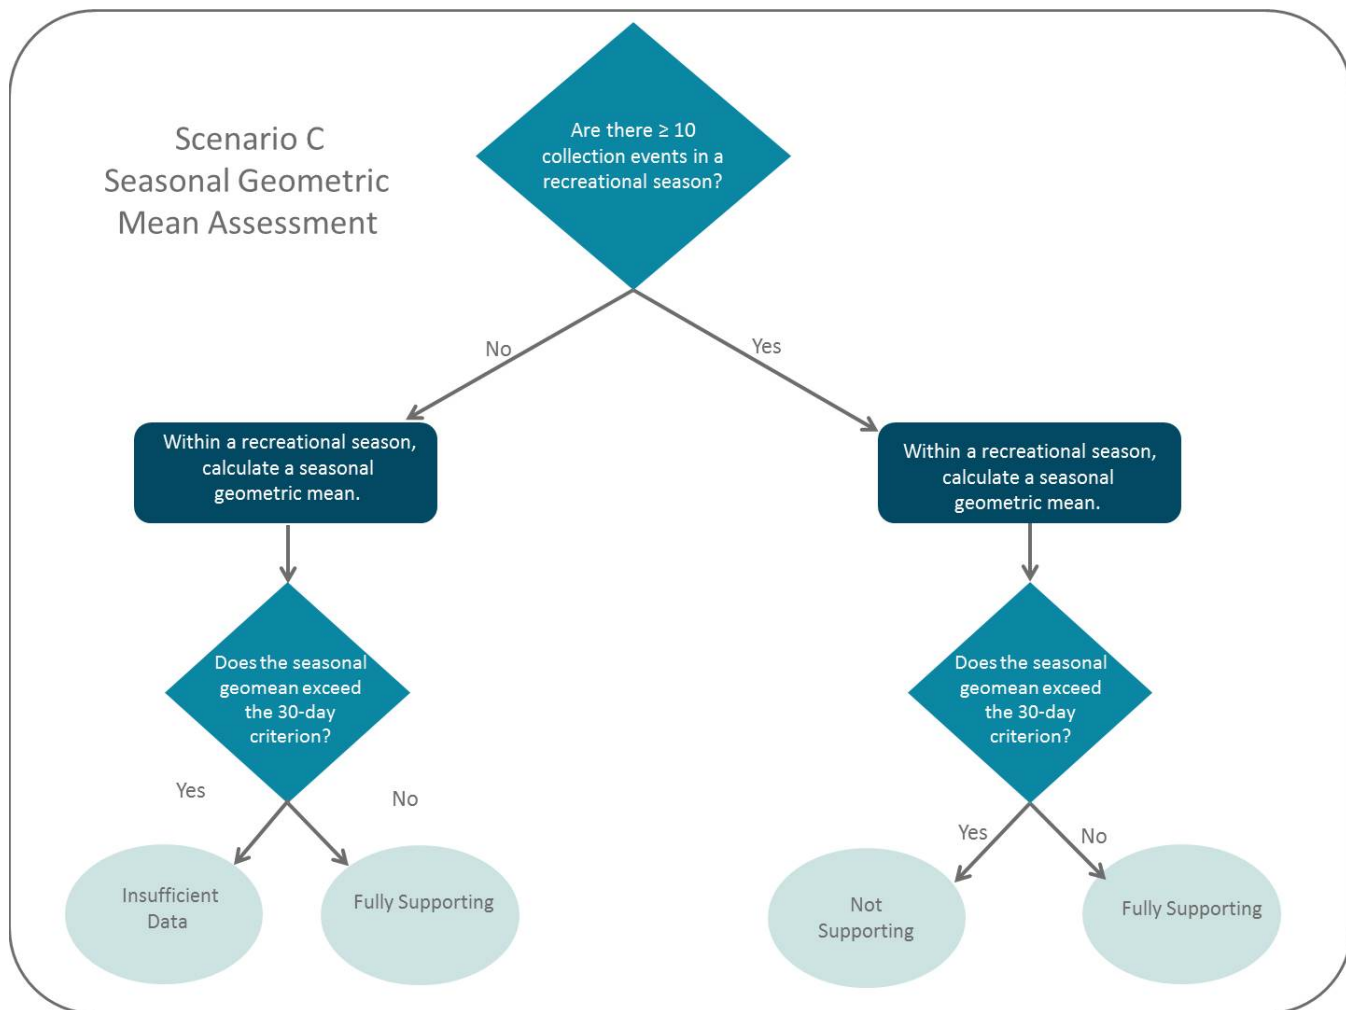 Scenario C
Seasonal Geometric
Mean Assessment
Are there ≥ 10
collection events in a
recreational season?
No
Yes
Within a recreational season,
calculate a seasonal
geometric mean.
Within a recreational season,
calculate a seasonal
geometric mean.
Does the seasonal
geomean exceed
the 30-day
criterion?
Does the seasonal
geomean exceed
the 30-day
criterion?
Yes
No
Yes
No
Insufficient
Data
Fully Supporting
Not
Supporting
Fully Supporting